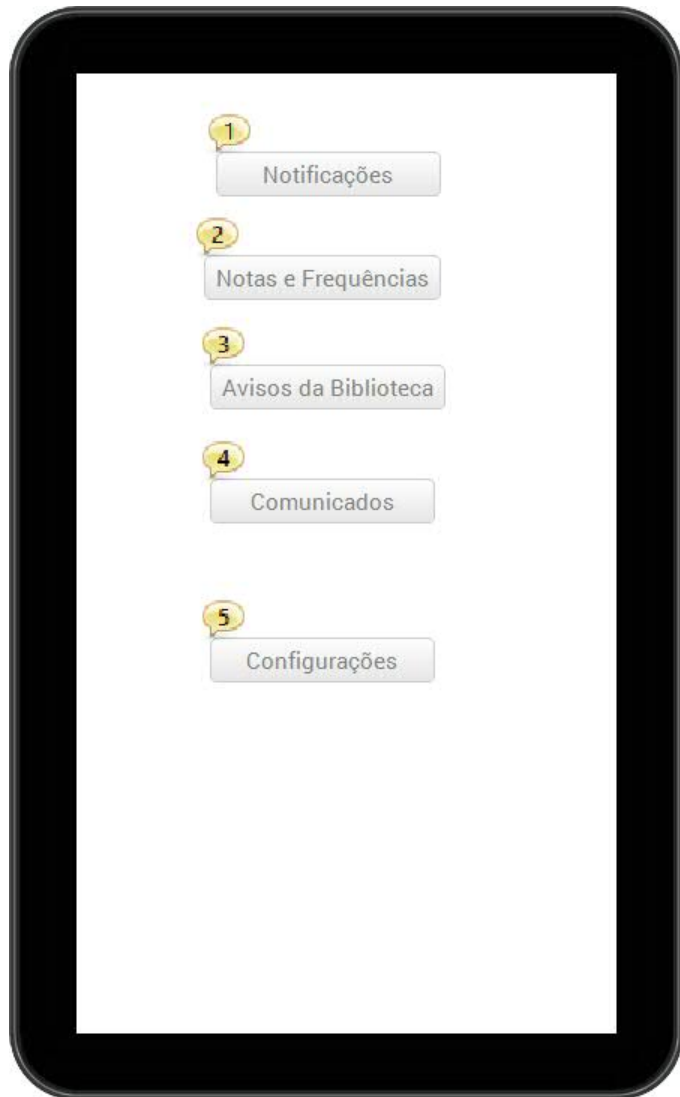 1
Notificações
2
Notas e Frequências
3
Avisos da Biblioteca
4
Comunicados
5
Configurações